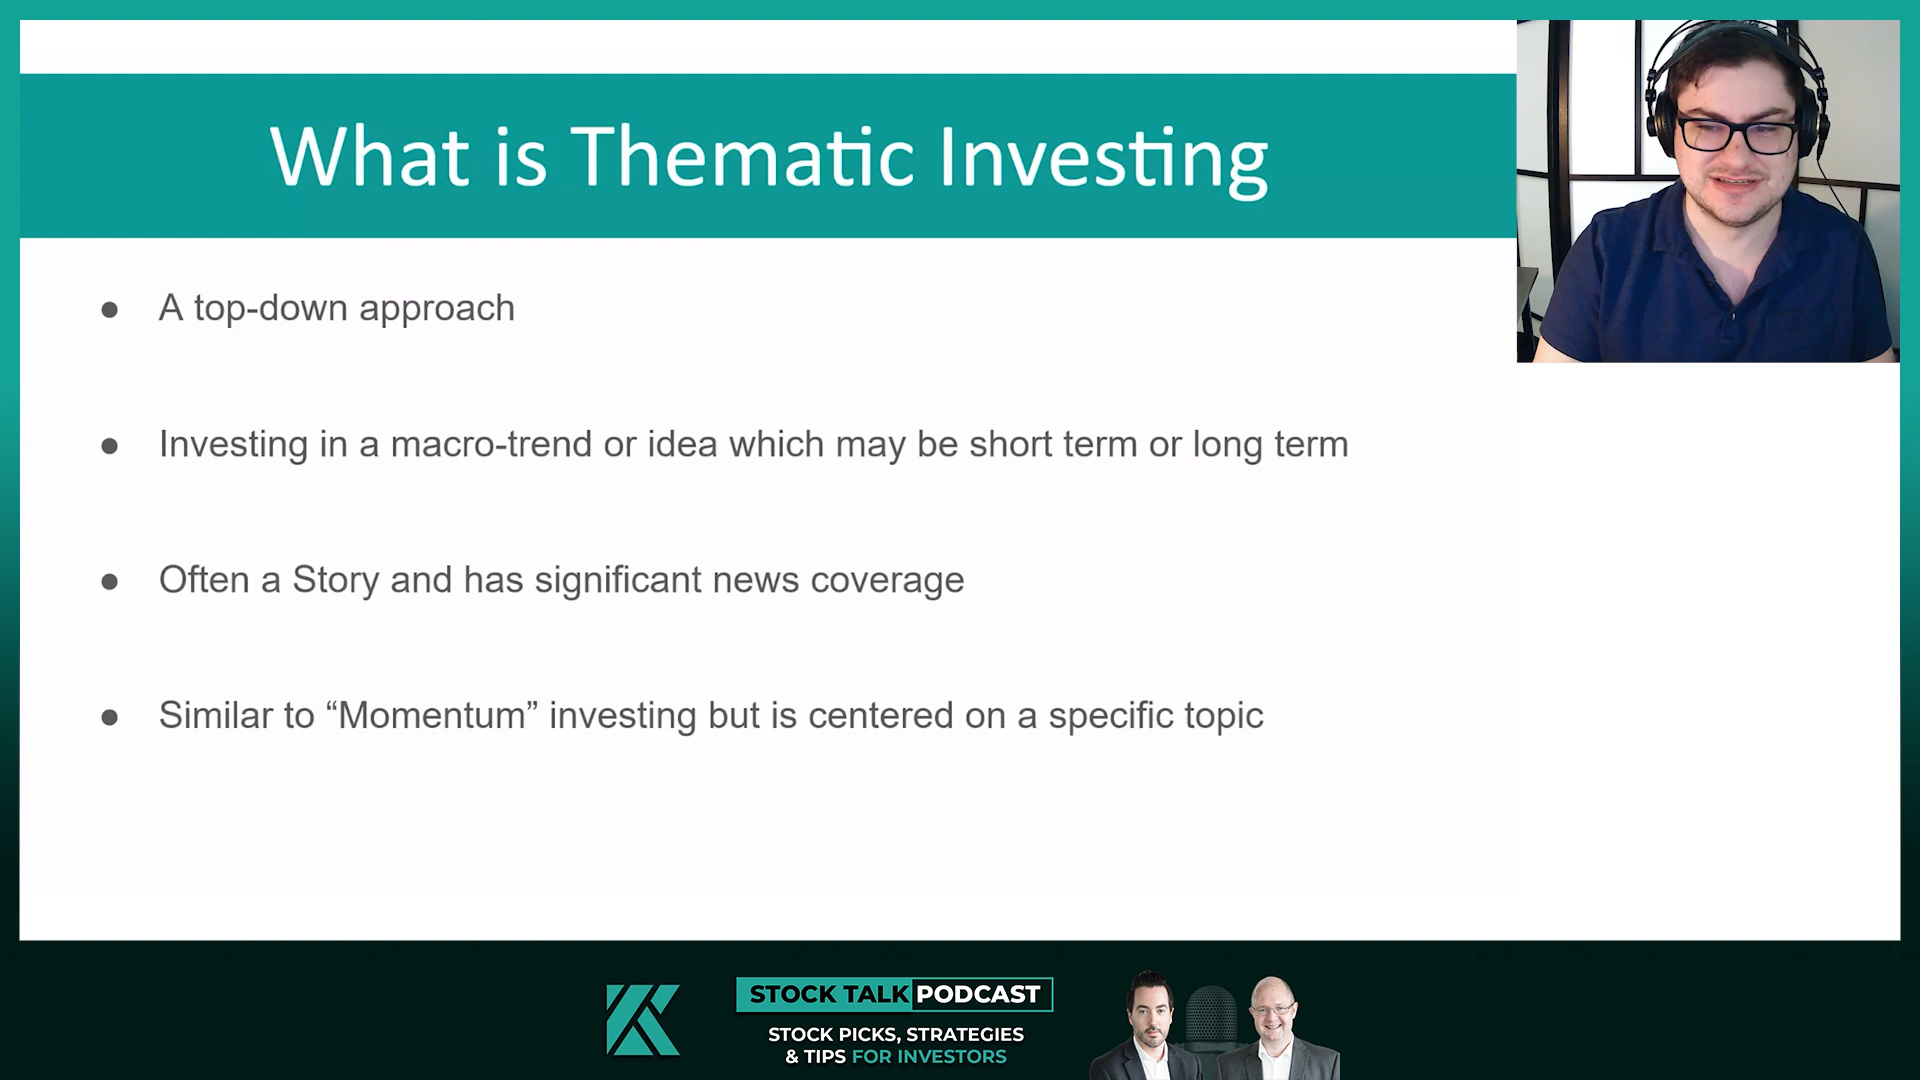 What is Thematic Investing
● A top-down approach
● Investing in a macro-trend or idea which may be short term or long term
● Often a Story and has significant news coverage
● Similar to “Momentum” investing but is centered on a specific topic
STOCK TALK PODCAST
STOCK PICKS, STRATEGIES
& TIPS FOR INVESTORS